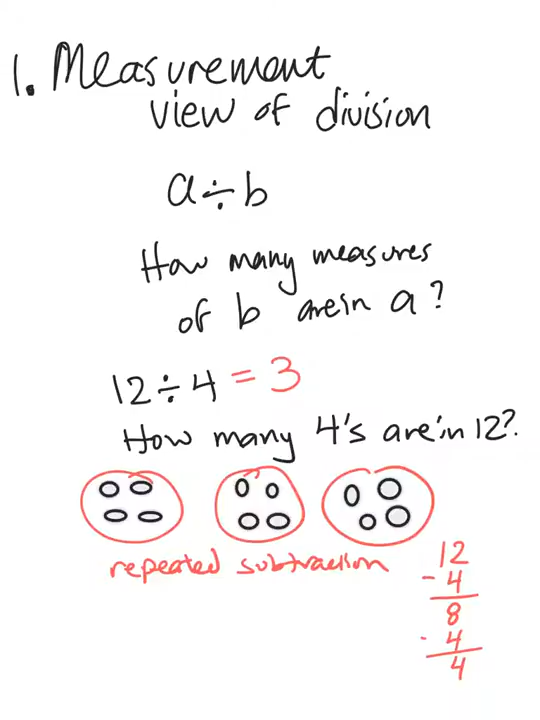 1. Measurement
view of division
a ÷ b
How many measures
of b are in a?
12 ÷ 4 = 3
How many 4's are in 12?
repeated subtraction
12
- 4
8
- 4
4